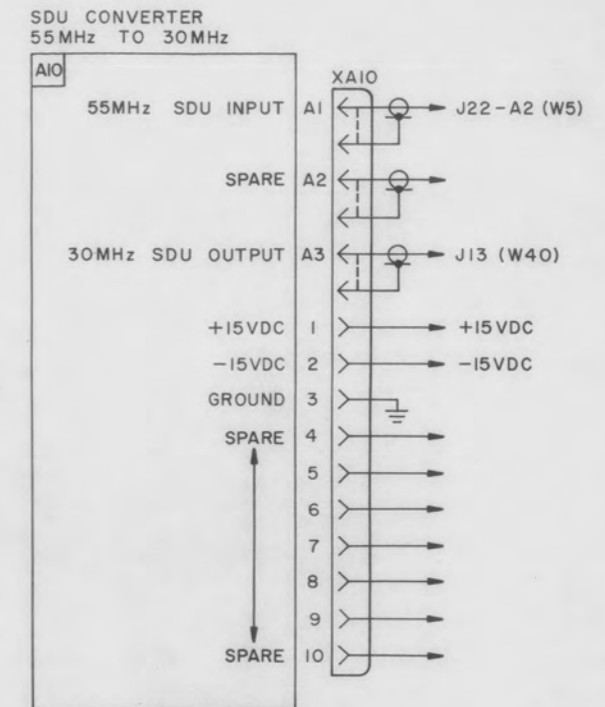 SDU CONVERTER
55MHz TO 30MHz
A10
XA10
55MHz SDU INPUT A1 J22-A2 (W5)
SPARE A2
30MHz SDU OUTPUT A3 J13 (W40)
+15VDC 1 +15VDC
-15VDC 2 -15VDC
GROUND 3
SPARE 4
5
6
7
8
9
SPARE 10